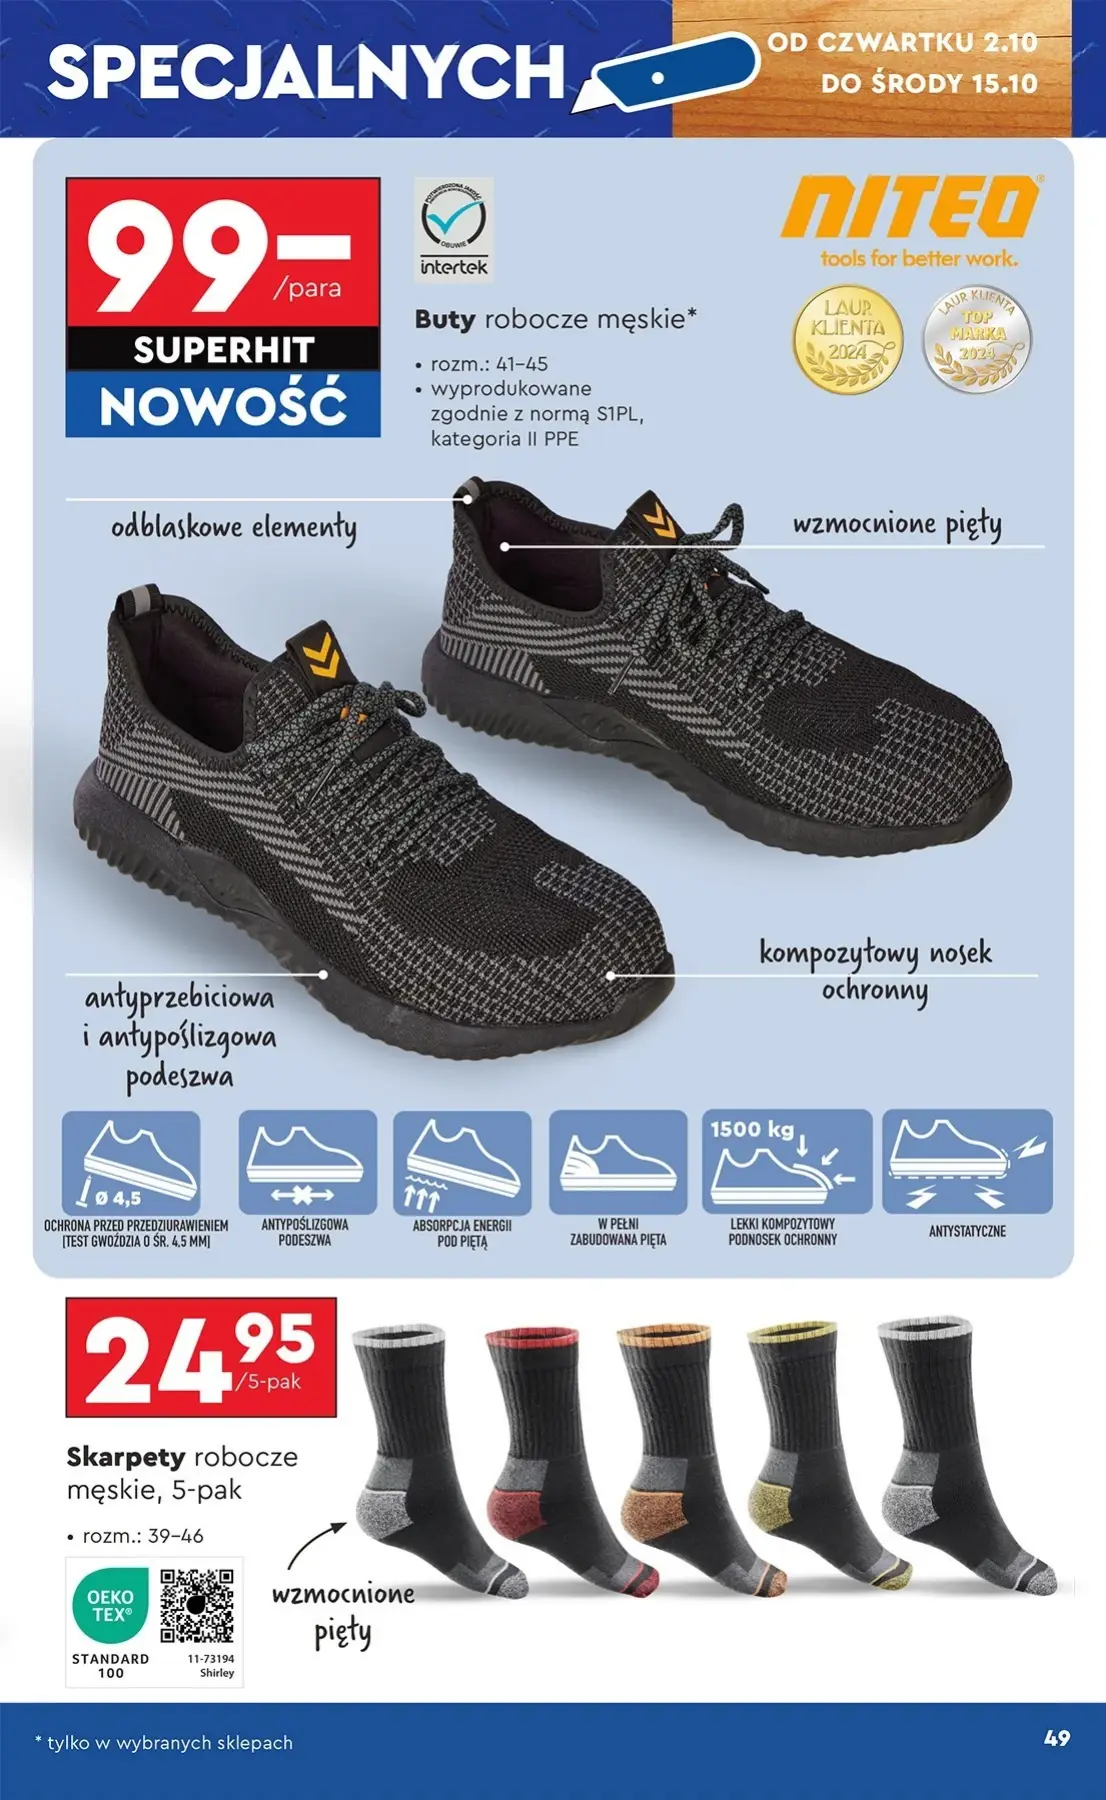 SPECJALNYCH
OD CZWARTKU 2.10
DO ŚRODY 15.10
99-
/para
SUPERHIT
NOWOŚĆ
POTWIERDZONA JAKOŚĆ
OBUWIE
intertek
NITEO®
tools for better work.
LAUR
KLIENTA
2024
LAUR KLIENTA
TOP
MARKA
2024
Buty robocze męskie*
• rozm.: 41–45
• wyprodukowane
zgodnie z normą S1PL,
kategoria II PPE
odblaskowe elementy
wzmocnione pięty
kompozytowy nosek
ochronny
antyprzebiciowa
i antypoślizgowa
podeszwa
Ø 4,5
OCHRONA PRZED PRZEDZIURAWIENIEM
[TEST GWOŹDZIA O ŚR. 4,5 MM]
ANTYPOŚLIZGOWA
PODESZWA
ABSORPCJA ENERGII
POD PIĘTĄ
W PEŁNI
ZABUDOWANA PIĘTA
1500 kg
LEKKI KOMPOZYTOWY
PODNOSEK OCHRONNY
ANTYSTATYCZNE
24 95
/5-pak
Skarpety robocze
męskie, 5-pak
• rozm.: 39–46
wzmocnione
pięty
OEKO
TEX®
STANDARD
100
11-73194
Shirley
* tylko w wybranych sklepach
49